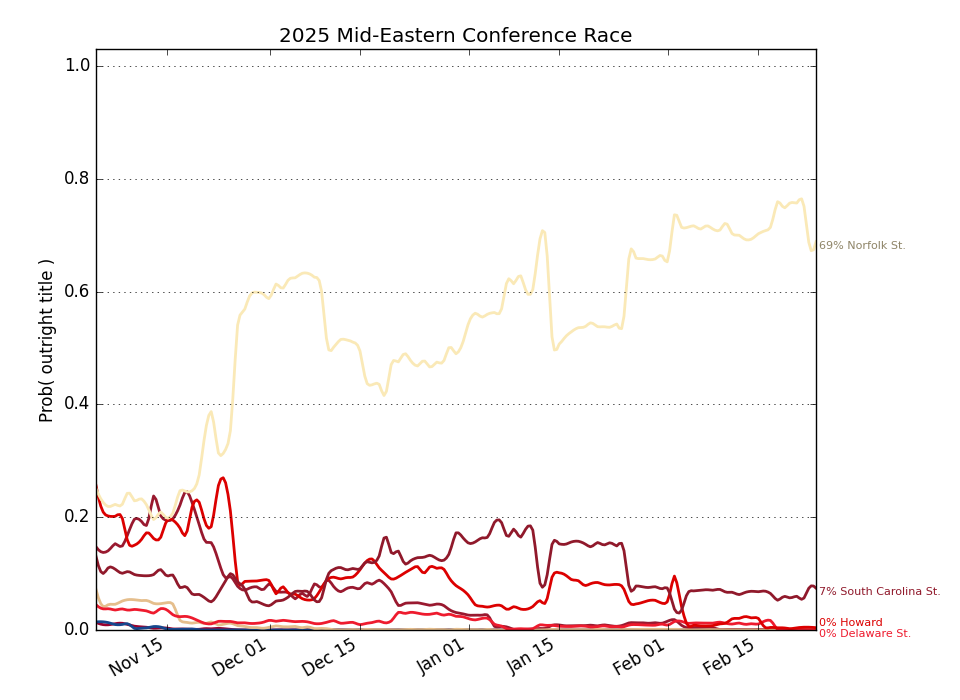 2025 Mid-Eastern Conference Race
Prob( outright title )
1.0
0.8
0.6
0.4
0.2
0.0
69% Norfolk St.
7% South Carolina St.
0% Howard
0% Delaware St.
Nov 15
Dec 01
Dec 15
Jan 01
Jan 15
Feb 01
Feb 15